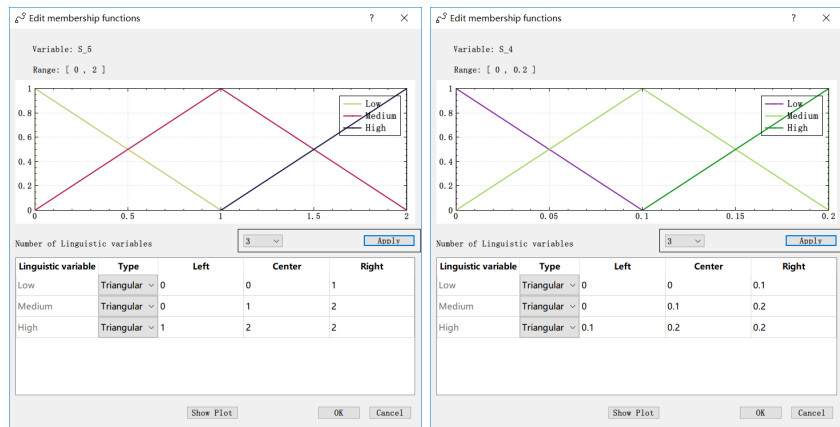 Edit membership functions ? ×
Variable: S_5
Range: [ 0 , 2 ]
1
0.8
0.6
0.4
0.2
0
0 0.5 1 1.5 2
Low
Medium
High
Number of Linguistic variables 3 Apply
Linguistic variable Type Left Center Right
Low Triangular 0 0 1
Medium Triangular 0 1 2
High Triangular 1 2 2
Show Plot OK Cancel
Edit membership functions ? ×
Variable: S_4
Range: [ 0 , 0.2 ]
1
0.8
0.6
0.4
0.2
0
0 0.05 0.1 0.15 0.2
Low
Medium
High
Number of Linguistic variables 3 Apply
Linguistic variable Type Left Center Right
Low Triangular 0 0 0.1
Medium Triangular 0 0.1 0.2
High Triangular 0.1 0.2 0.2
Show Plot OK Cancel